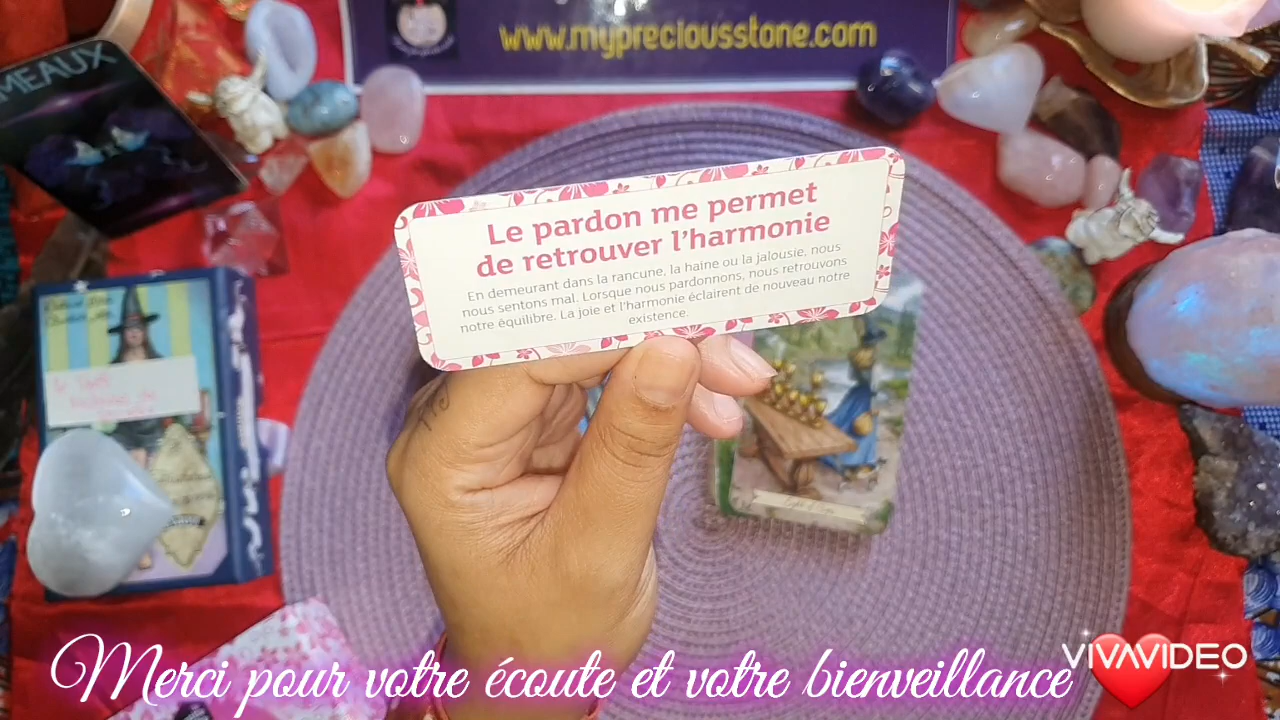 www.mypreciousstone.com
MEAUX
Le pardon me permet
de retrouver l'harmonie
En demeurant dans la rancune, la haine ou la jalousie, nous
nous sentons mal. Lorsque nous pardonnons, nous retrouvons
notre équilibre. La joie et l'harmonie éclairent de nouveau notre
existence.
Merci pour votre écoute et votre bienveillance
VIVAVIDEO